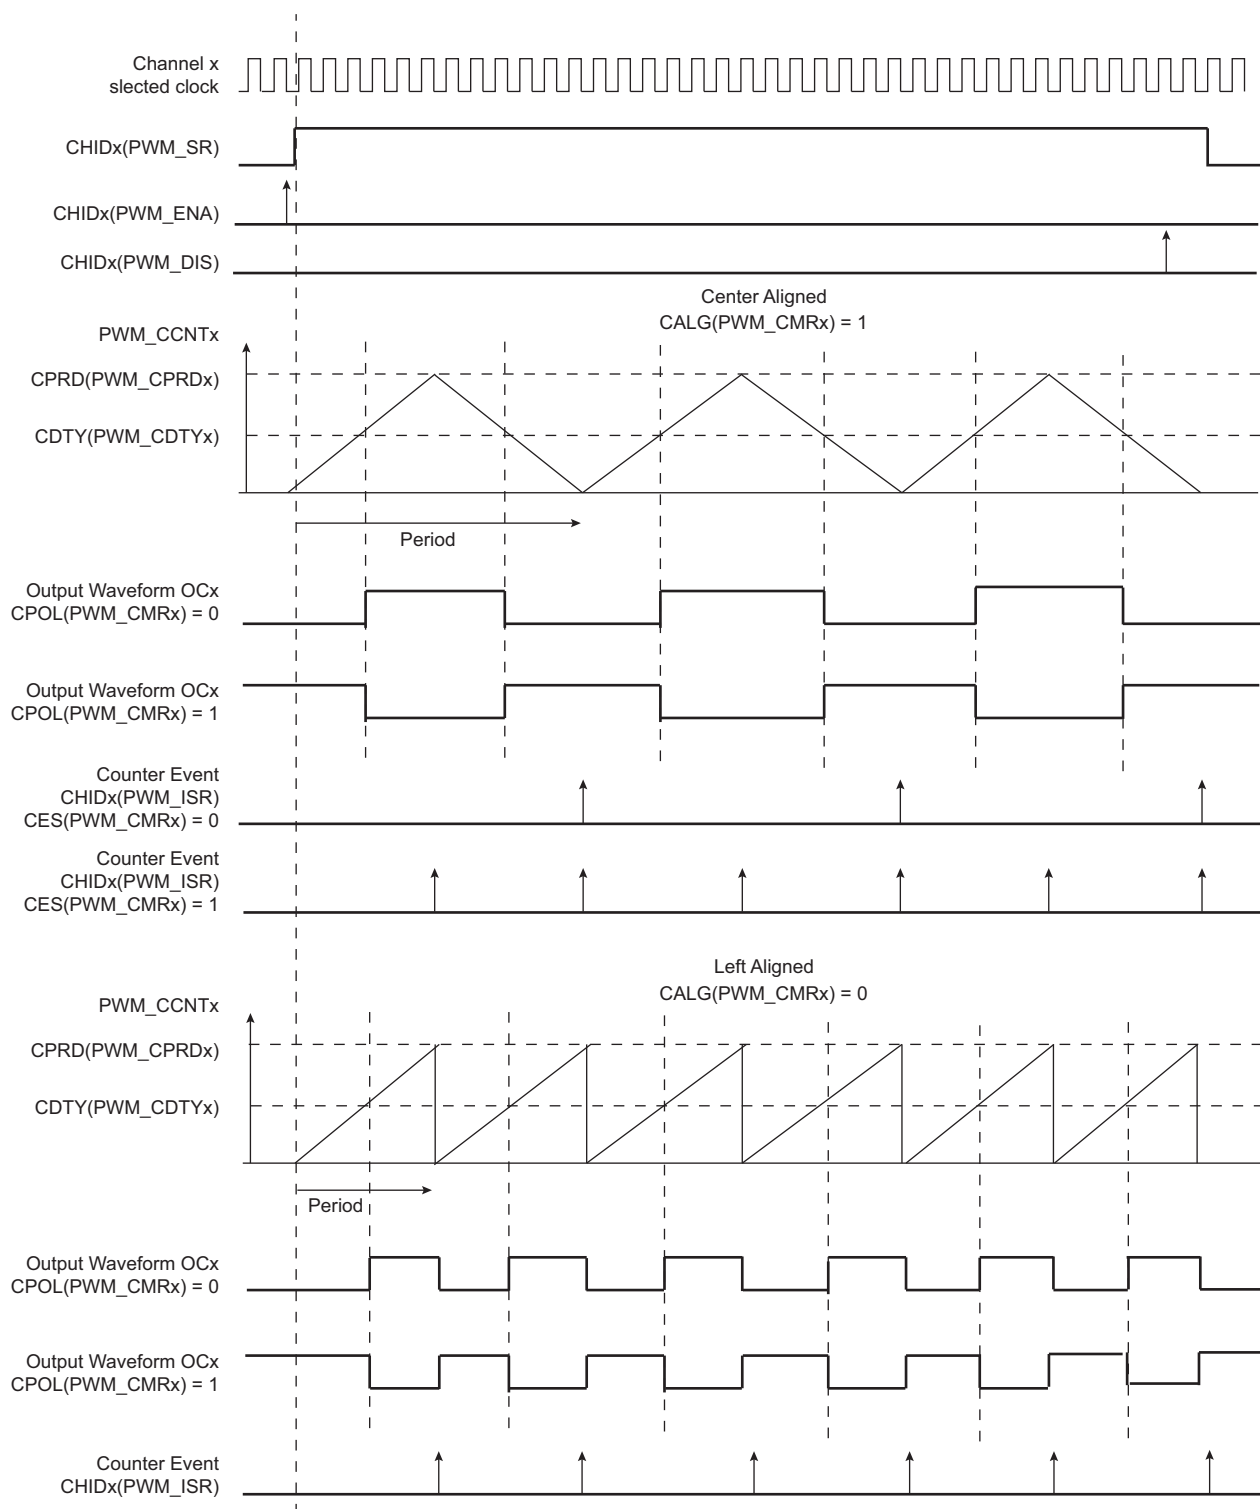 Channel x
slected clock
CHIDx(PWM_SR)
CHIDx(PWM_ENA)
CHIDx(PWM_DIS)
Center Aligned
CALG(PWM_CMRx) = 1
PWM_CCNTx
CPRD(PWM_CPRDx)
CDTY(PWM_CDTYx)
Period
Output Waveform OCx
CPOL(PWM_CMRx) = 0
Output Waveform OCx
CPOL(PWM_CMRx) = 1
Counter Event
CHIDx(PWM_ISR)
CES(PWM_CMRx) = 0
Counter Event
CHIDx(PWM_ISR)
CES(PWM_CMRx) = 1
Left Aligned
CALG(PWM_CMRx) = 0
PWM_CCNTx
CPRD(PWM_CPRDx)
CDTY(PWM_CDTYx)
Period
Output Waveform OCx
CPOL(PWM_CMRx) = 0
Output Waveform OCx
CPOL(PWM_CMRx) = 1
Counter Event
CHIDx(PWM_ISR)